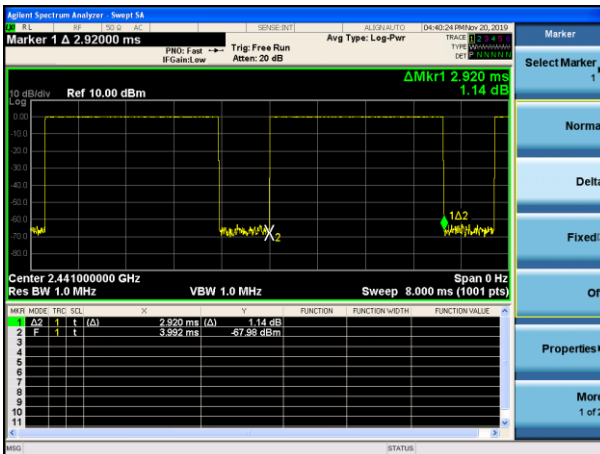 Agilent Spectrum Analyzer - Swept SA
RL RF 50 Ω AC SENSE:INT ALIGNAUTO 04:40:24 PMNov 20, 2019
Marker 1 Δ 2.92000 ms
PNO: Fast
IFGain:Low
Trig: Free Run
Atten: 20 dB
Avg Type: Log-Pwr
TRACE 1 2 3 4 5 6
TYPE WWWWWW
DET P N N N N N
ΔMkr1 2.920 ms
1.14 dB
10 dB/div
Log
Ref 10.00 dBm
0.00
-10.0
-20.0
-30.0
-40.0
-50.0
-60.0
-70.0
-80.0
1Δ2
2
Center 2.441000000 GHz
Span 0 Hz
Res BW 1.0 MHz
VBW 1.0 MHz
Sweep 8.000 ms (1001 pts)
MKR MODE TRC SCL X Y FUNCTION FUNCTION WIDTH FUNCTION VALUE
1 Δ2 1 t (Δ) 2.920 ms (Δ) 1.14 dB
2 F 1 t 3.992 ms -67.98 dBm
3
4
5
6
7
8
9
10
11
MSG STATUS
Marker
Select Marker
1
Norma
Delta
Fixed
Of
Properties
More
1 of 2